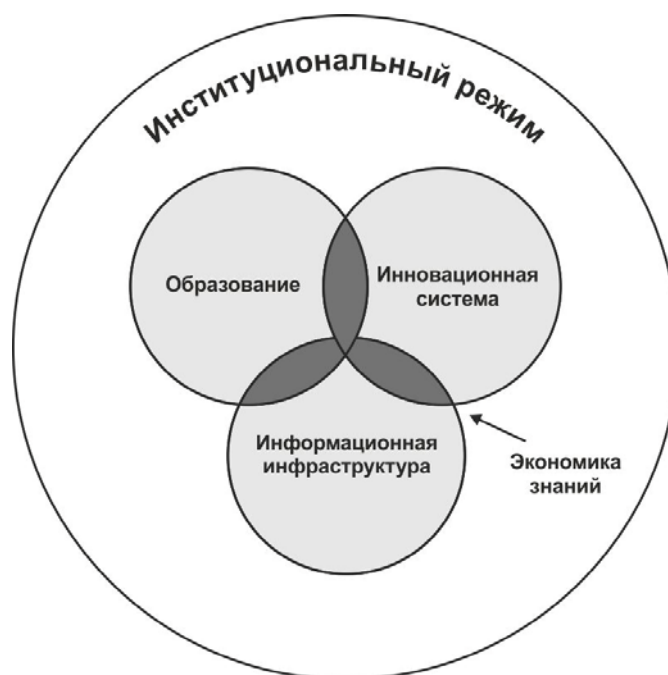 Институциональный режим
Образование
Инновационная
система
Информационная
инфраструктура
Экономика
знаний